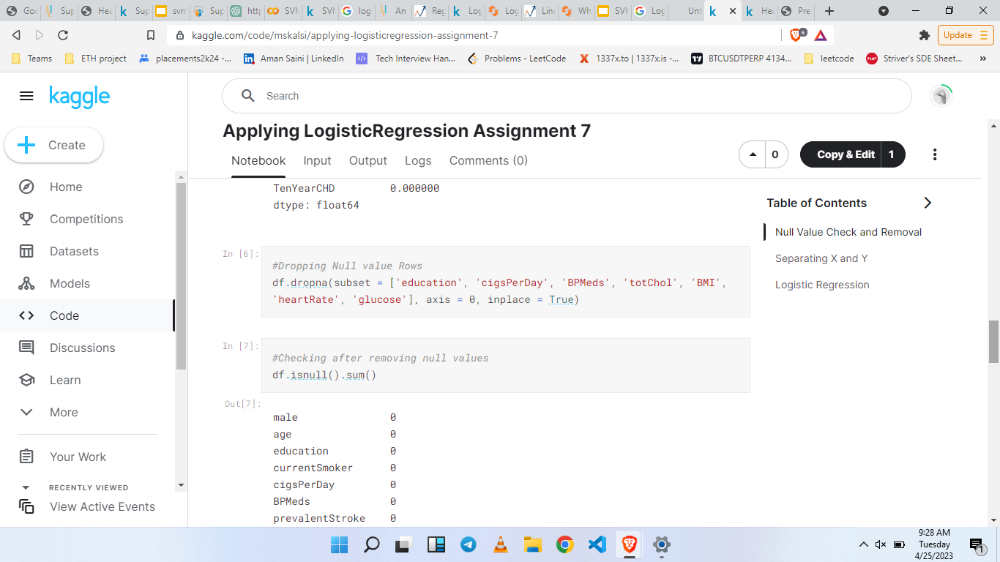 Goo
Sup
Hea
Sup
svm
Sup
http
SVM
SVM
log
An
Reg
Log
Log
Line
Wh
SVM
Log
Unt
Hea
Pre
kaggle.com/code/mskalsi/applying-logisticregression-assignment-7
6
Update
Teams
ETH project
placements2k24 -...
Aman Saini | LinkedIn
Tech Interview Han...
Problems - LeetCode
1337x.to | 1337x.is -...
BTCUSDTPERP 4134...
leetcode
Striver's SDE Sheet...
kaggle
Search
Create
Home
Competitions
Datasets
Models
Code
Discussions
Learn
More
Your Work
RECENTLY VIEWED
View Active Events
Applying LogisticRegression Assignment 7
Notebook Input Output Logs Comments (0)
0
Copy & Edit 1
TenYearCHD 0.000000
dtype: float64
In [6]:
#Dropping Null value Rows
df.dropna(subset = ['education', 'cigsPerDay', 'BPMeds', 'totChol', 'BMI',
'heartRate', 'glucose'], axis = 0, inplace = True)
In [7]:
#Checking after removing null values
df.isnull().sum()
Out[7]:
male 0
age 0
education 0
currentSmoker 0
cigsPerDay 0
BPMeds 0
prevalentStroke 0
Table of Contents
Null Value Check and Removal
Separating X and Y
Logistic Regression
9:28 AM
Tuesday
4/25/2023
1